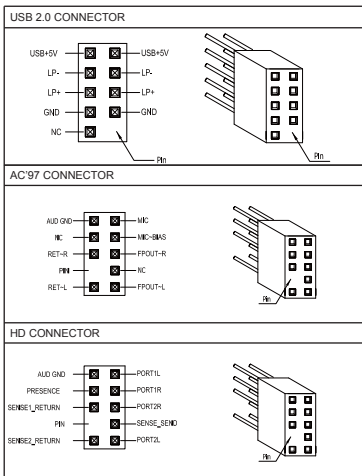 USB 2.0 CONNECTOR
USB+5V USB+5V
LP- LP-
LP+ LP+
GND GND
NC
Pin
Pin
AC'97 CONNECTOR
AUD GND MIC
MIC-BIAS
RET-R FPOUT-R
PIN NC
RET-L FPOUT-L
Pin
HD CONNECTOR
AUD GND PORT1L
PRESENCE PORT1R
SENSE1_RETURN PORT2R
PIN SENSE_SEND
SENSE2_RETURN PORT2L
Pin